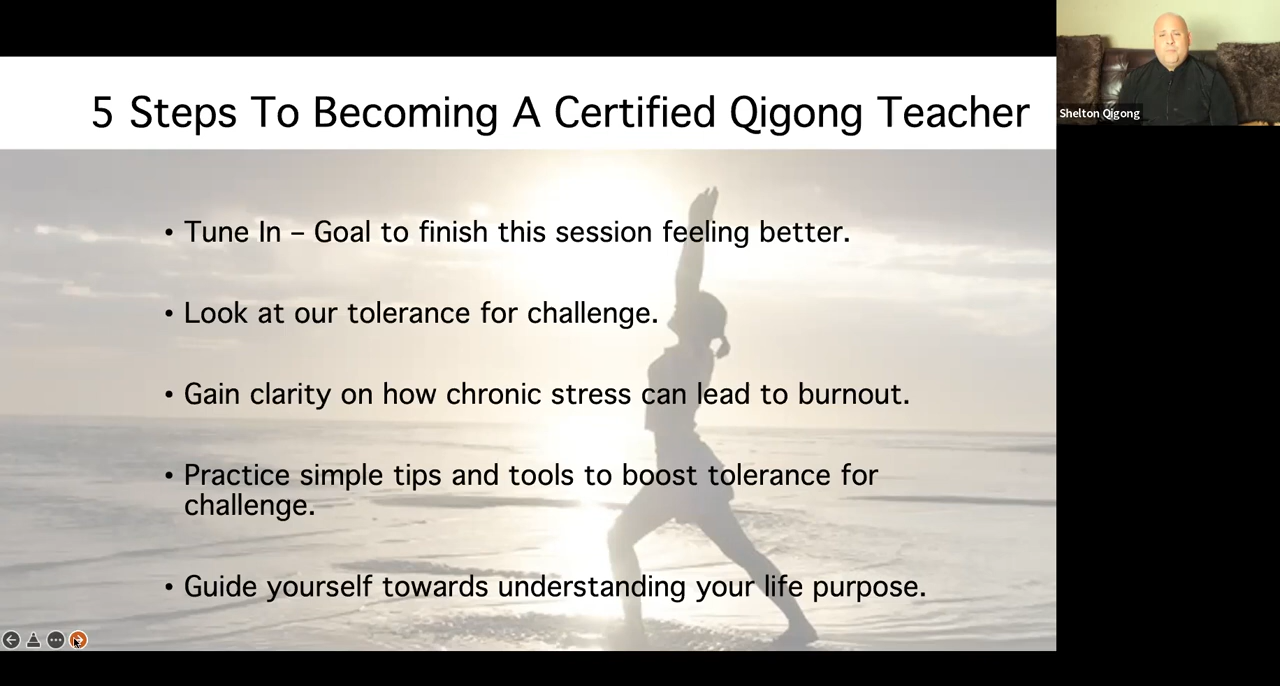 5 Steps To Becoming A Certified Qigong Teacher
• Tune In – Goal to finish this session feeling better.
• Look at our tolerance for challenge.
• Gain clarity on how chronic stress can lead to burnout.
• Practice simple tips and tools to boost tolerance for
challenge.
• Guide yourself towards understanding your life purpose.
Shelton Qigong